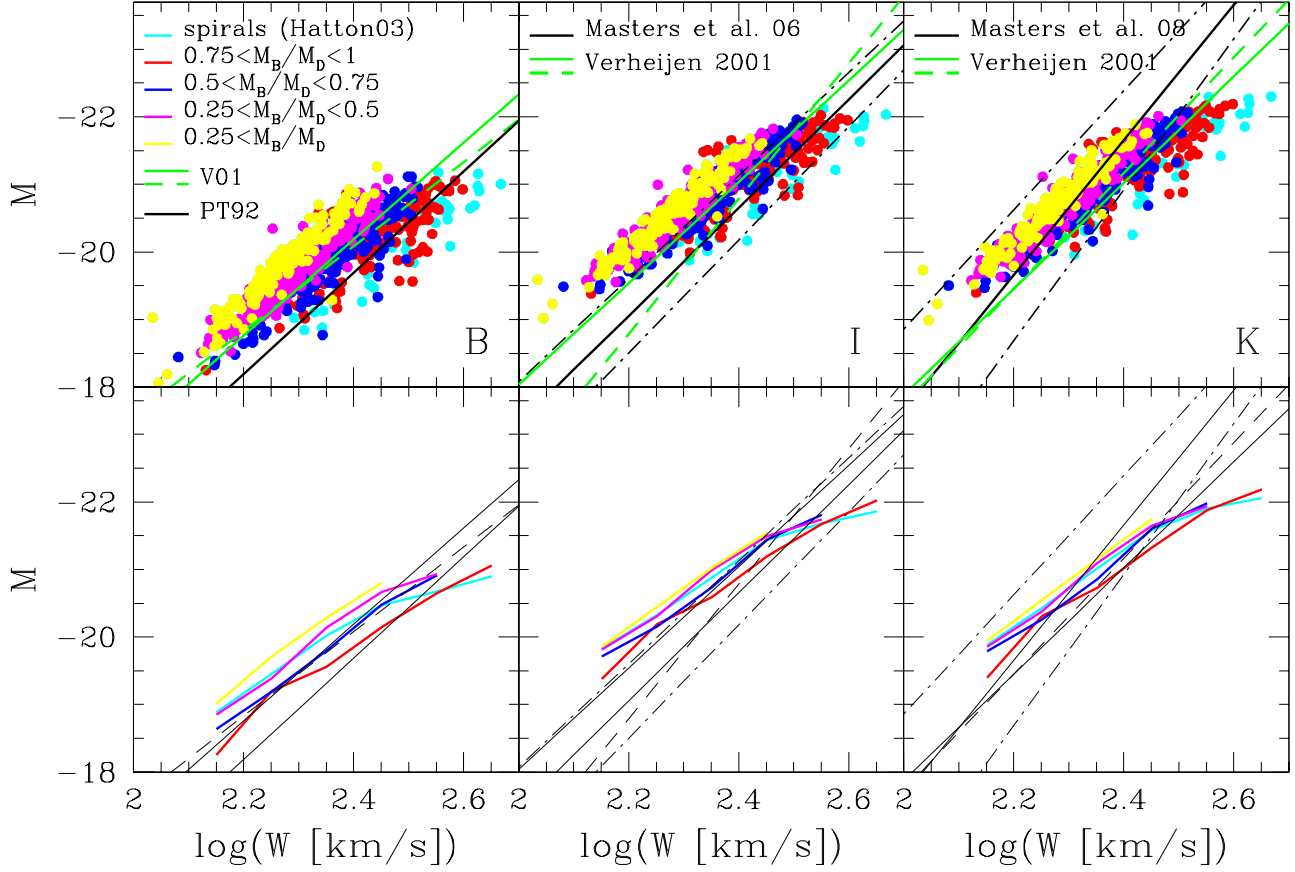 spirals (Hatton03)
0.75<M_B/M_D<1
0.5<M_B/M_D<0.75
0.25<M_B/M_D<0.5
0.25<M_B/M_D
V01
PT92
Masters et al. 06
Verheijen 2001
Masters et al. 08
Verheijen 2001
M
-22
-20
-18
B
I
K
M
-22
-20
-18
2 2.2 2.4 2.6 2 2.2 2.4 2.6 2 2.2 2.4 2.6
log(W [km/s]) log(W [km/s]) log(W [km/s])